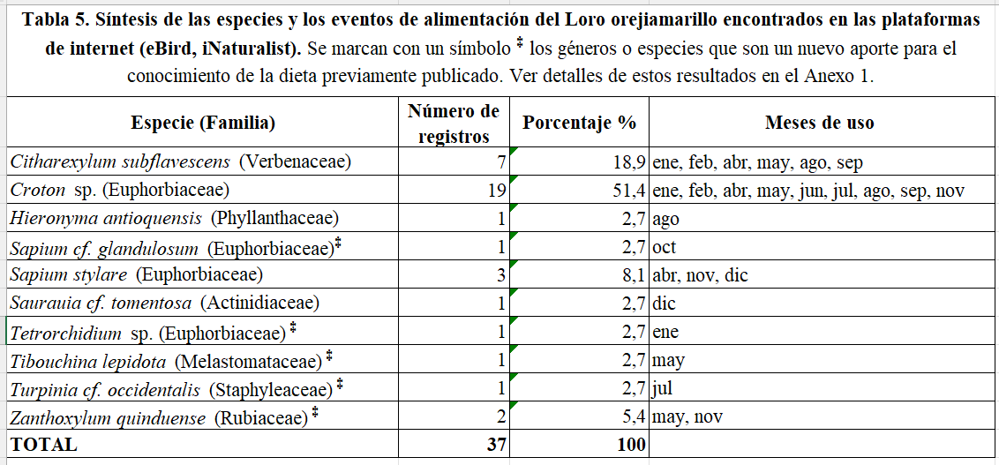 Tabla 5. Síntesis de las especies y los eventos de alimentación del Loro orejiamarillo encontrados en las plataformas
de internet (eBird, iNaturalist). Se marcan con un símbolo ‡ los géneros o especies que son un nuevo aporte para el
conocimiento de la dieta previamente publicado. Ver detalles de estos resultados en el Anexo 1.
Especie (Familia) Número de registros Porcentaje % Meses de uso
Citharexylum subflavescens (Verbenaceae) 7 18,9 ene, feb, abr, may, ago, sep
Croton sp. (Euphorbiaceae) 19 51,4 ene, feb, abr, may, jun, jul, ago, sep, nov
Hieronyma antioquensis (Phyllanthaceae) 1 2,7 ago
Sapium cf. glandulosum (Euphorbiaceae)‡ 1 2,7 oct
Sapium stylare (Euphorbiaceae) 3 8,1 abr, nov, dic
Saurauia cf. tomentosa (Actinidiaceae) 1 2,7 dic
Tetrorchidium sp. (Euphorbiaceae) ‡ 1 2,7 ene
Tibouchina lepidota (Melastomataceae) ‡ 1 2,7 may
Turpinia cf. occidentalis (Staphyleaceae) ‡ 1 2,7 jul
Zanthoxylum quinduense (Rubiaceae) ‡ 2 5,4 may, nov
TOTAL 37 100